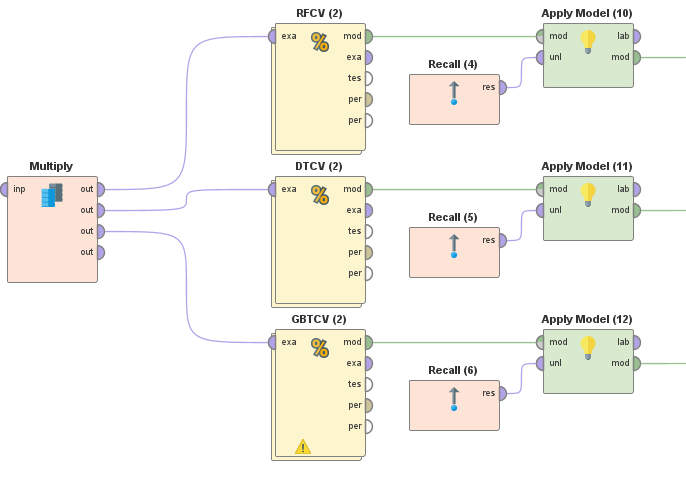 RFCV (2)
Apply Model (10)
exa
mod
exa
tes
per
per
mod
lab
unl
mod
Recall (4)
res
Multiply
inp
out
out
out
out
DTCV (2)
Apply Model (11)
exa
mod
exa
tes
per
per
mod
lab
unl
mod
Recall (5)
res
GBTCV (2)
Apply Model (12)
exa
mod
exa
tes
per
per
mod
lab
unl
mod
Recall (6)
res